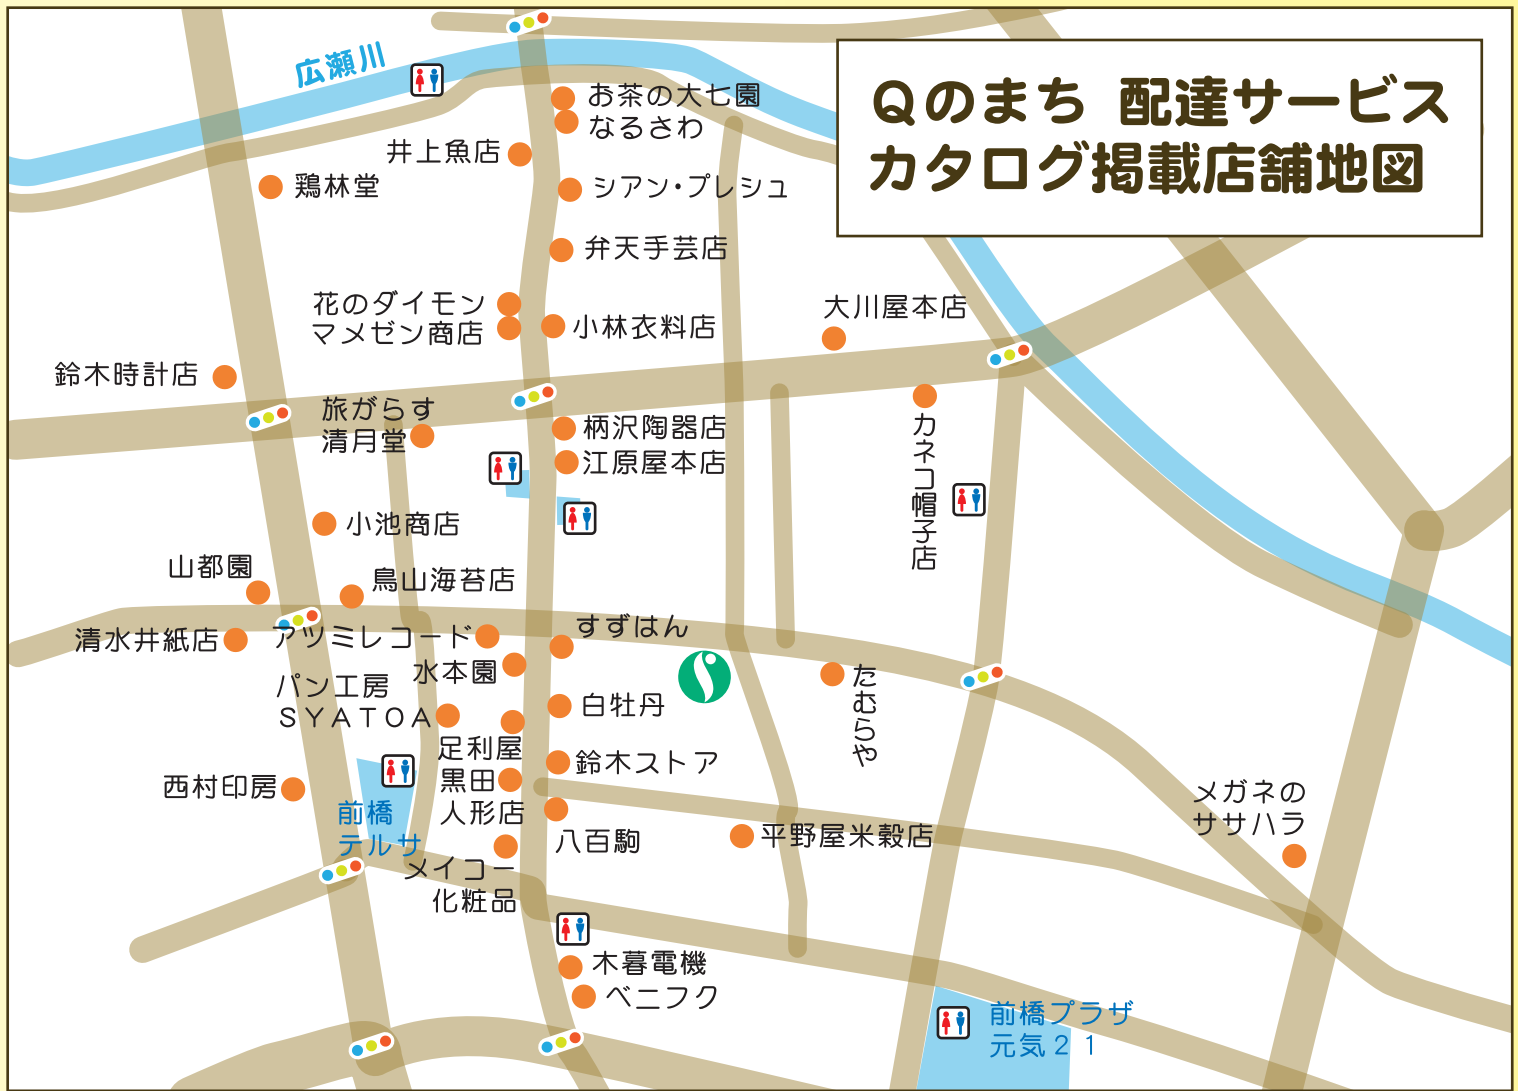 Qのまち 配達サービス
カタログ掲載店舗地図
広瀬川
お茶の大七園
なるさわ
井上魚店
鶏林堂
シアン・プレシュ
弁天手芸店
花のダイモン
マメゼン商店
小林衣料店
大川屋本店
鈴木時計店
旅がらす
清月堂
柄沢陶器店
江原屋本店
カネコ帽子店
小池商店
山都園
鳥山海苔店
清水井紙店
アツミレコード
すずはん
水本園
パン工房
SYATOA
白牡丹
たむらや
足利屋
鈴木ストア
黒田
人形店
西村印房
前橋
テルサ
八百駒
平野屋米穀店
メガネの
ササハラ
メイコー
化粧品
木暮電機
ベニフク
前橋プラザ
元気21